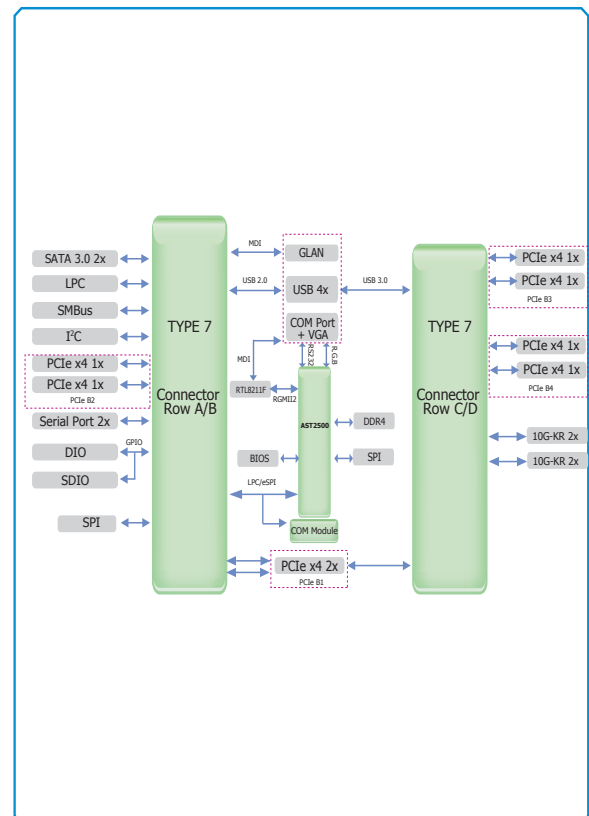 SATA 3.0 2x
LPC
SMBus
I²C
PCIe x4 1x
PCIe x4 1x
PCIe B2
Serial Port 2x
GPIO
DIO
SDIO
SPI
TYPE 7
Connector
Row A/B
MDI
USB 2.0
GLAN
USB 4x
COM Port
+ VGA
USB 3.0
MDI
RS232
R.G.B
RTL8211F
RGMII2
AST2500
DDR4
BIOS
SPI
LPC/eSPI
COM Module
PCIe x4 2x
PCIe B1
TYPE 7
Connector
Row C/D
PCIe x4 1x
PCIe x4 1x
PCIe B3
PCIe x4 1x
PCIe x4 1x
PCIe B4
10G-KR 2x
10G-KR 2x